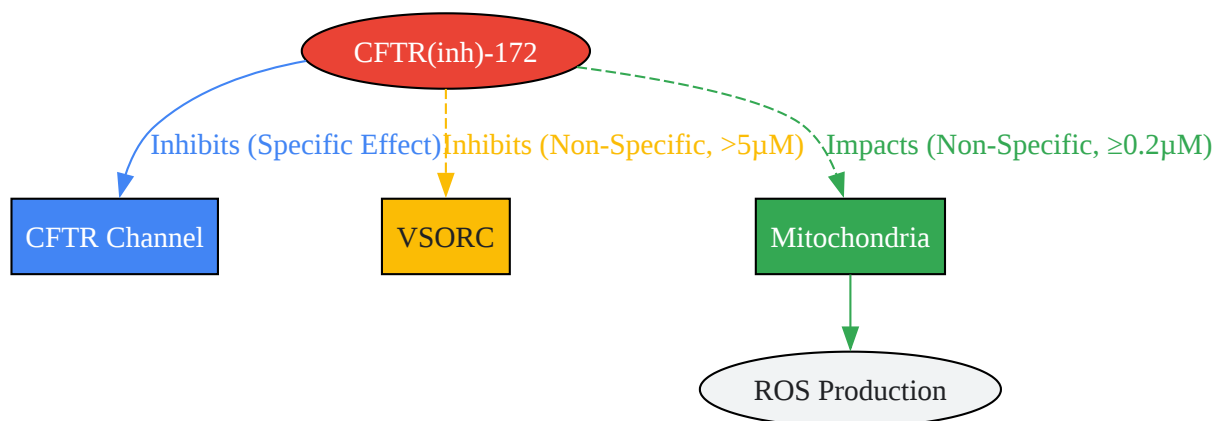 CFTR(inh)-172
Inhibits (Specific Effect)
Inhibits (Non-Specific, >5µM)
Impacts (Non-Specific, ≥0.2µM)
CFTR Channel
VSORC
Mitochondria
ROS Production